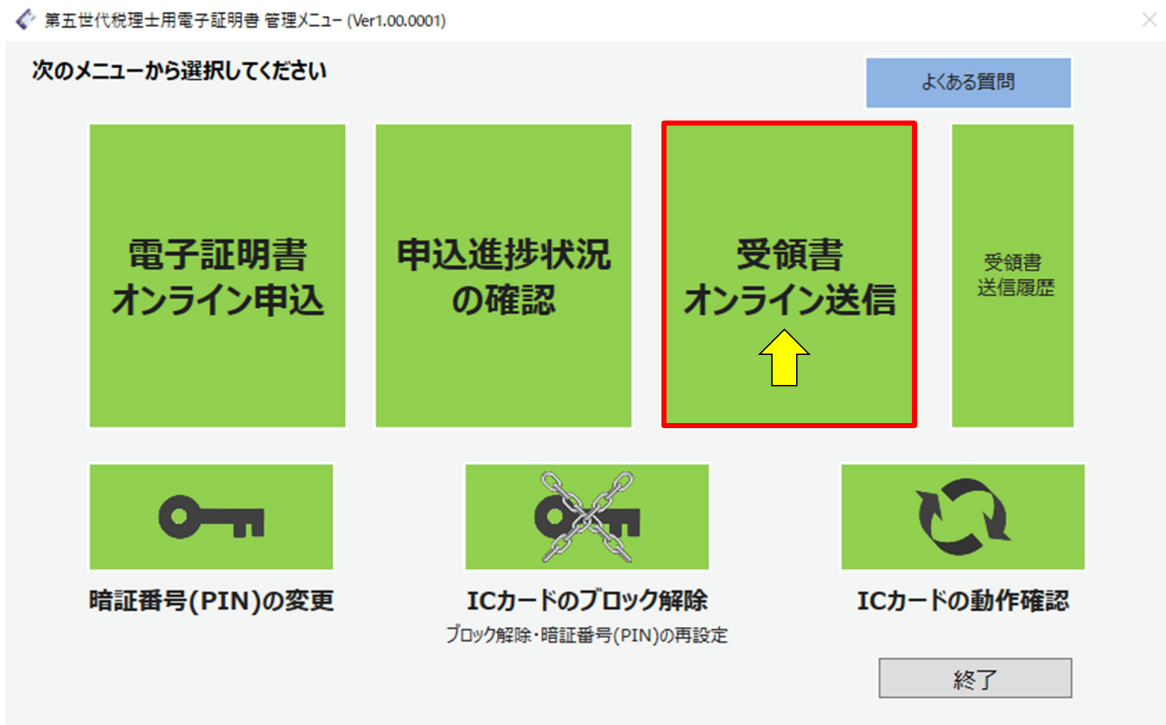 第五世代税理士用電子証明書 管理メニュー (Ver1.00.0001)
次のメニューから選択してください
よくある質問
電子証明書
オンライン申込
申込進捗状況
の確認
受領書
オンライン送信
受領書
送信履歴
暗証番号(PIN)の変更
ICカードのブロック解除
ブロック解除・暗証番号(PIN)の再設定
ICカードの動作確認
終了